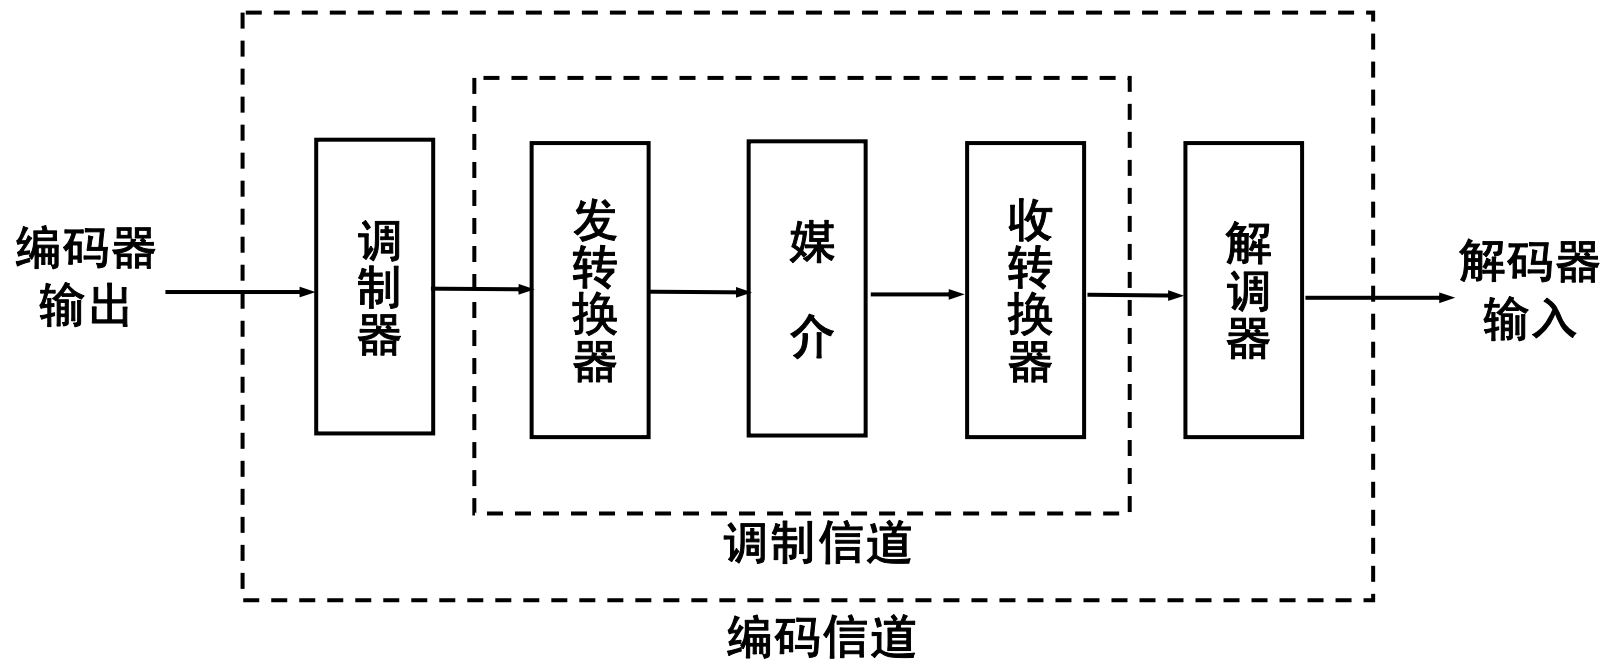 编码器
输出
调制器
发转换器
媒介
收转换器
解调器
解码器
输入
调制信道
编码信道